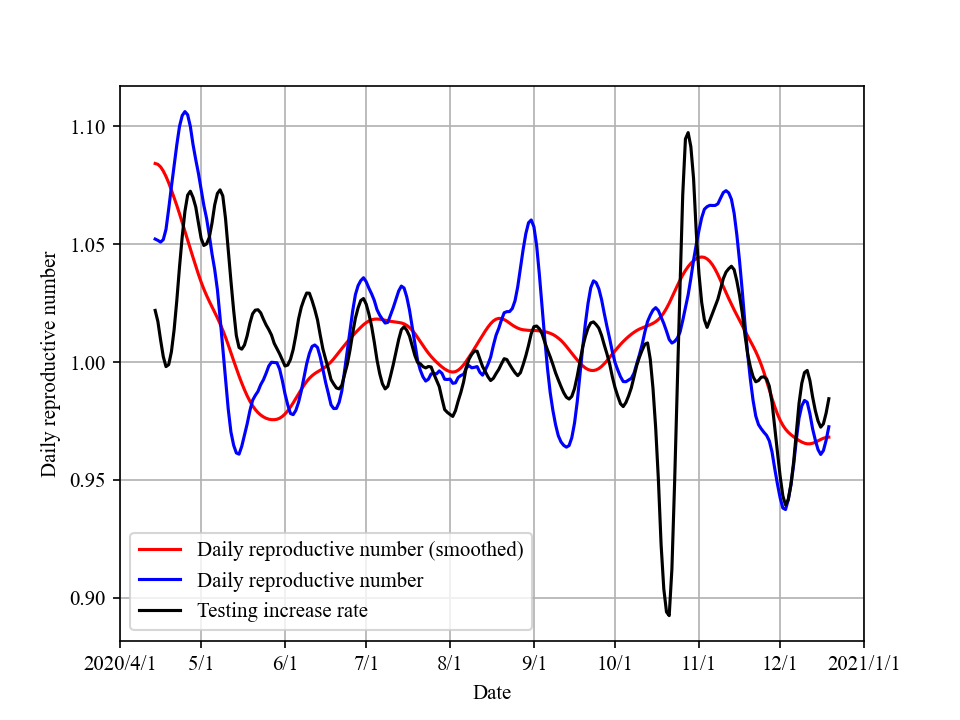 Daily reproductive number
1.10
1.05
1.00
0.95
0.90
Daily reproductive number (smoothed)
Daily reproductive number
Testing increase rate
2020/4/1 5/1 6/1 7/1 8/1 9/1 10/1 11/1 12/1 2021/1/1
Date